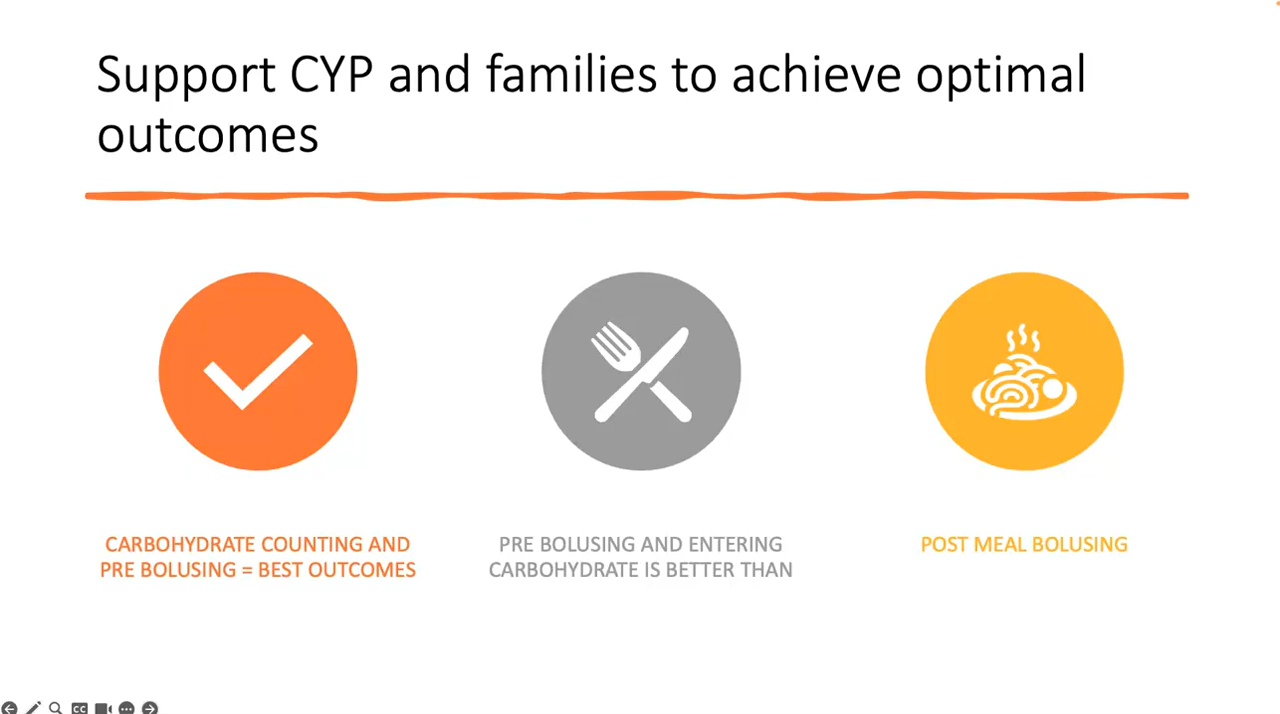 Support CYP and families to achieve optimal
outcomes
CARBOHYDRATE COUNTING AND
PRE BOLUSING = BEST OUTCOMES
PRE BOLUSING AND ENTERING
CARBOHYDRATE IS BETTER THAN
POST MEAL BOLUSING
CC